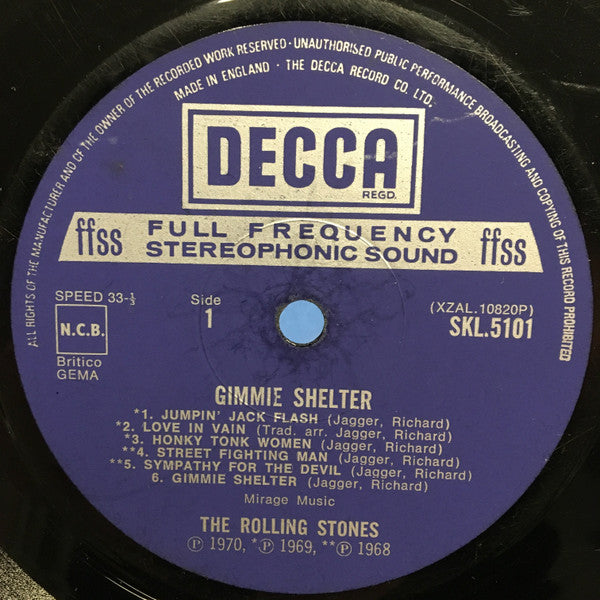 ALL RIGHTS OF THE MANUFACTURER AND OF THE OWNER OF THE RECORDED WORK RESERVED · UNAUTHORISED PUBLIC PERFORMANCE BROADCASTING AND COPYING OF THIS RECORD PROHIBITED
MADE IN ENGLAND · THE DECCA RECORD CO. LTD.
DECCA
REGD.
ffss FULL FREQUENCY STEREOPHONIC SOUND ffss
SPEED 33-⅓
Side
1
(XZAL.10820P)
SKL.5101
N.C.B.
Britico
GEMA
GIMMIE SHELTER
*1. JUMPIN' JACK FLASH (Jagger, Richard)
*2. LOVE IN VAIN (Trad. arr. Jagger, Richard)
*3. HONKY TONK WOMEN (Jagger, Richard)
**4. STREET FIGHTING MAN (Jagger, Richard)
**5. SYMPATHY FOR THE DEVIL (Jagger, Richard)
6. GIMMIE SHELTER (Jagger, Richard)
Mirage Music
THE ROLLING STONES
℗ 1970, *℗ 1969, **℗ 1968